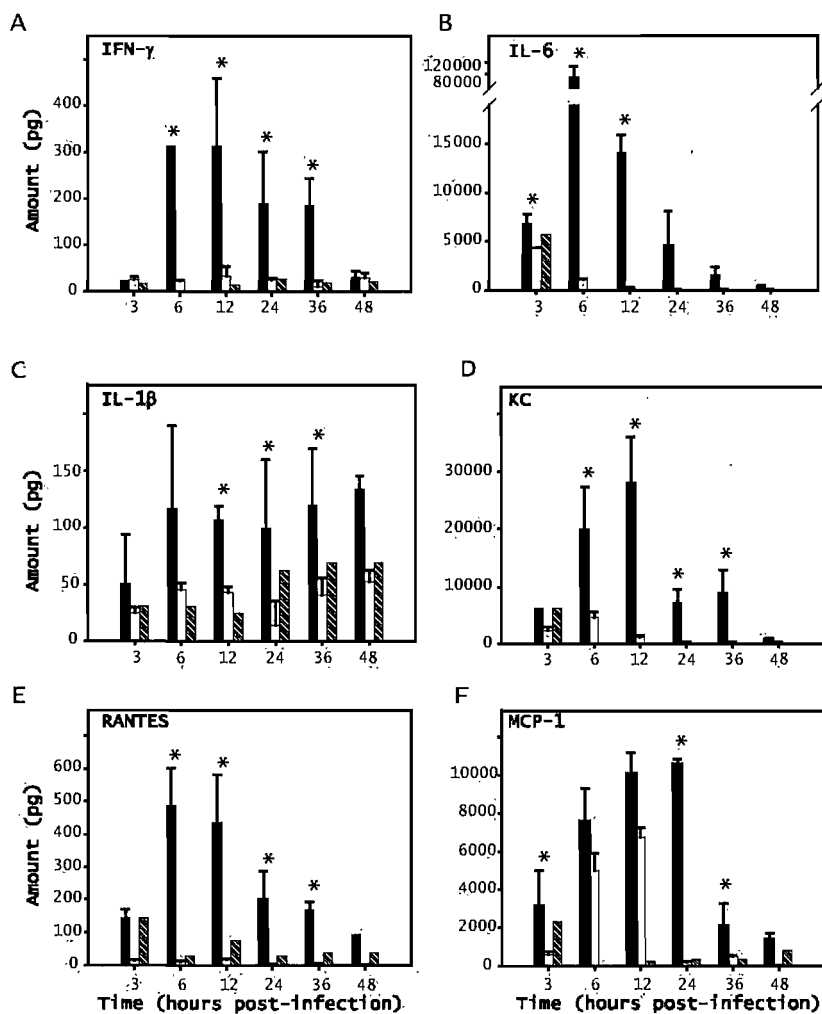 A
IFN-γ
*
*
*
*
400
300
200
100
0
Amount (pg)
3 6 12 24 36 48
B
IL-6
*
*
*
120000
80000
15000
10000
5000
0
3 6 12 24 36 48
C
IL-1β
*
*
*
150
100
50
0
Amount (pg)
3 6 12 24 36 48
D
KC
*
*
*
*
30000
20000
10000
0
3 6 12 24 36 48
E
RANTES
*
*
*
*
600
500
400
300
200
100
0
Amount (pg)
3 6 12 24 36 48
Time (hours post-infection)
F
MCP-1
*
*
*
10000
8000
6000
4000
2000
0
3 6 12 24 36 48
Time (hours post-infection)